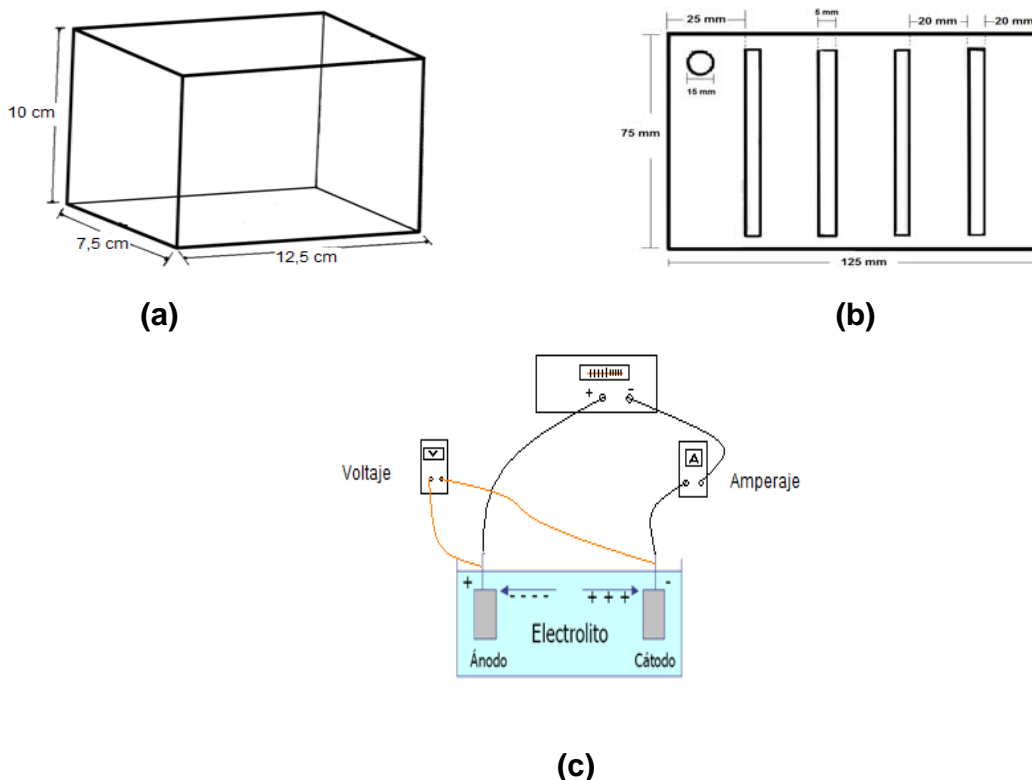 10 cm
7,5 cm
12,5 cm
(a)
25 mm
5 mm
20 mm
20 mm
15 mm
75 mm
125 mm
(b)
+ -
V
Voltaje
A
Amperaje
+ - - - - + + + -
Electrolito
Ánodo
Cátodo
(c)